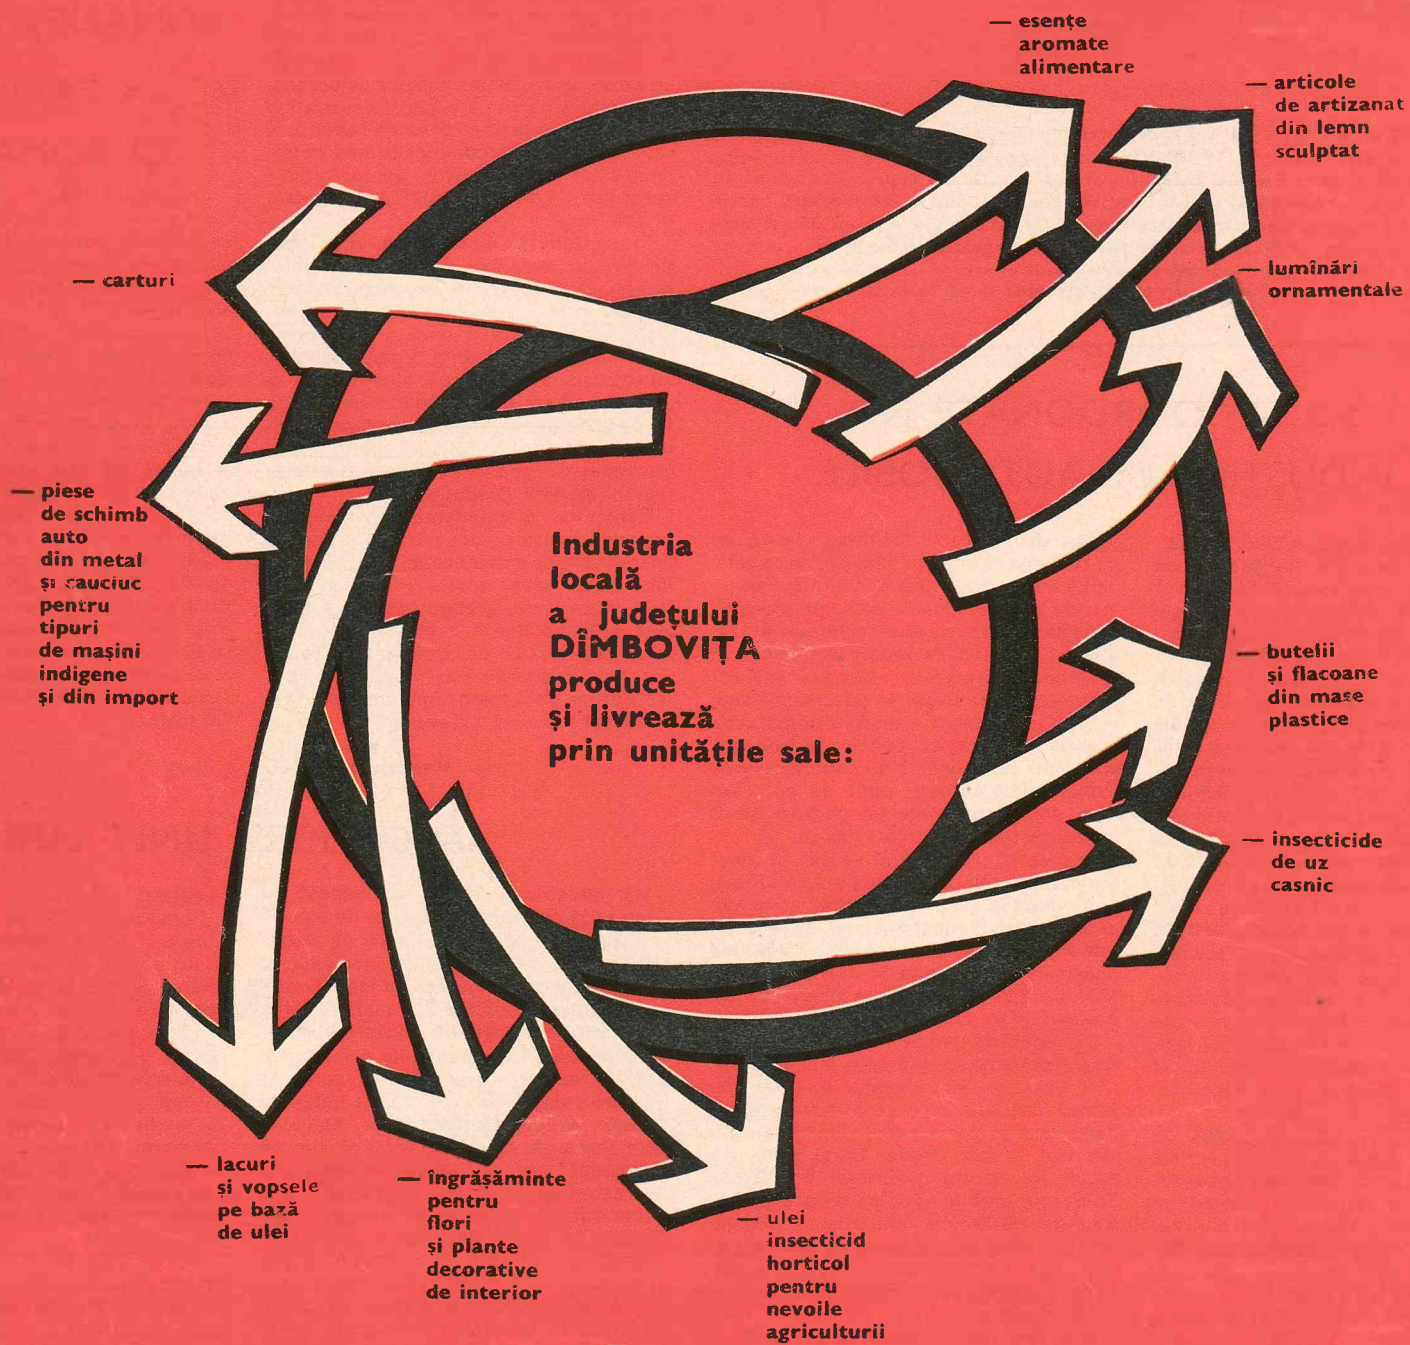 — esențe
aromate
alimentare
— articole
de artizanat
din lemn
sculptat
— lumînări
ornamentale
— carturi
— piese
de schimb
auto
din metal
și cauciuc
pentru
tipuri
de mașini
indigene
și din import
Industria
locală
a județului
DÎMBOVIȚA
produce
și livrează
prin unitățile sale:
— butelii
și flacoane
din mase
plastice
— insecticide
de uz
casnic
— lacuri
și vopsele
pe bază
de ulei
— îngrășăminte
pentru
flori
și plante
decorative
de interior
— ulei
insecticid
horticol
pentru
nevoile
agriculturii